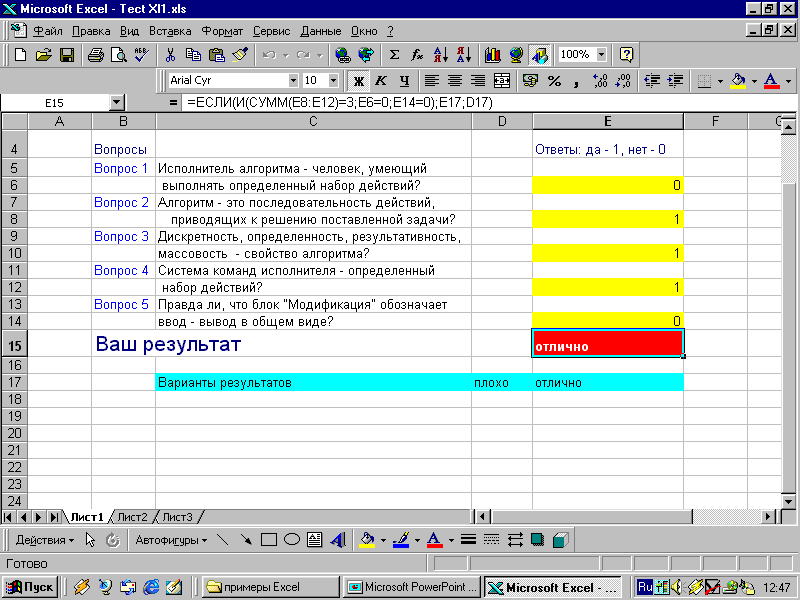 Microsoft Excel - Тест XI1.xls
Файл Правка Вид Вставка Формат Сервис Данные Окно ?
100%
Arial Cyr 10 Ж К Ч
E15 = =ЕСЛИ(И(СУММ(E8:E12)=3;E6=0;E14=0);E17;D17)
A B C D E F G
4 Вопросы Ответы: да - 1, нет - 0
5 Вопрос 1 Исполнитель алгоритма - человек, умеющий
6 выполнять определенный набор действий? 0
7 Вопрос 2 Алгоритм - это последовательность действий,
8 приводящих к решению поставленной задачи? 1
9 Вопрос 3 Дискретность, определенность, результативность,
10 массовость - свойство алгоритма? 1
11 Вопрос 4 Система команд исполнителя - определенный
12 набор действий? 1
13 Вопрос 5 Правда ли, что блок "Модификация" обозначает
14 ввод - вывод в общем виде? 0
15 Ваш результат отлично
16
17 Варианты результатов плохо отлично
18
19
20
21
22
23
24
Лист1 Лист2 Лист3
Действия Автофигуры
Готово
Пуск примеры Excel Microsoft PowerPoint ... Microsoft Excel - ... Ru 12:47